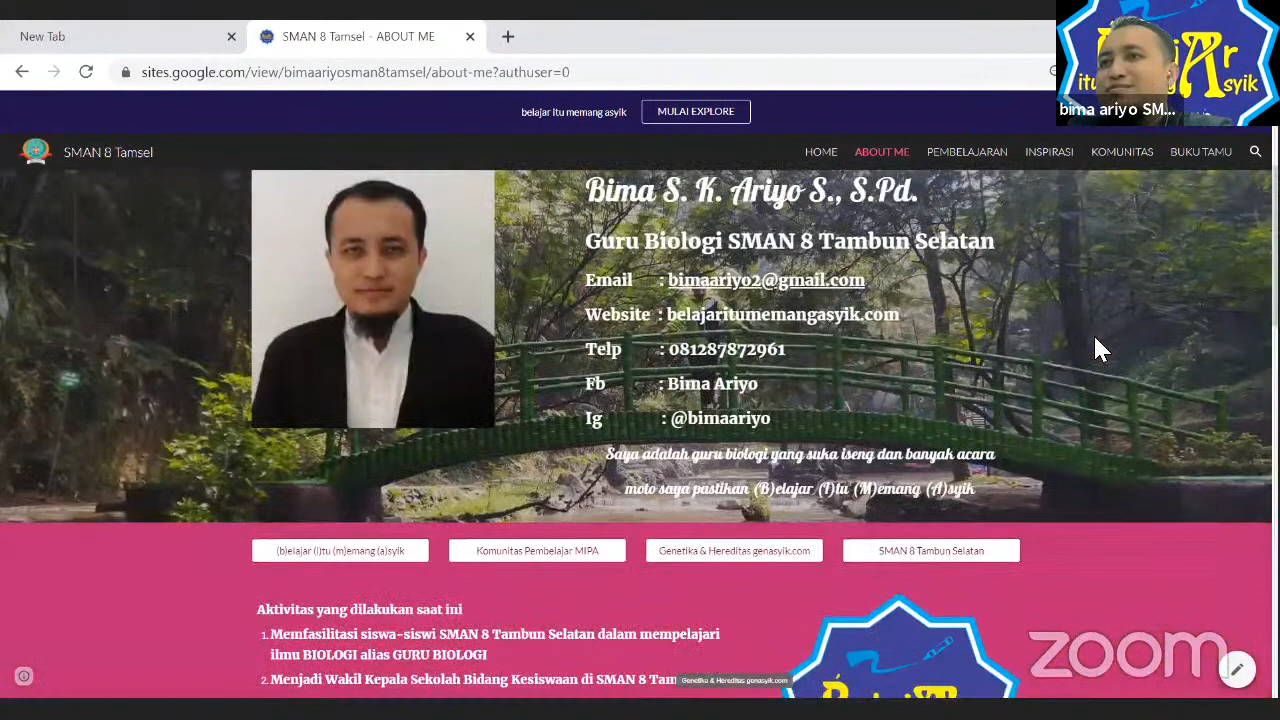 New Tab
SMAN 8 Tamsel - ABOUT ME
sites.google.com/view/bimaariyosman8tamsel/about-me?authuser=0
belajar itu memang asyik
MULAI EXPLORE
bima ariyo SM...
SMAN 8 Tamsel
HOME
ABOUT ME
PEMBELAJARAN
INSPIRASI
KOMUNITAS
BUKU TAMU
Bima S. K. Ariyo S., S.Pd.
Guru Biologi SMAN 8 Tambun Selatan
Email : bimaariyo2@gmail.com
Website : belajaritumemangasyik.com
Telp : 081287872961
Fb : Bima Ariyo
Ig : @bimaariyo
Saya adalah guru biologi yang suka iseng dan banyak acara
moto saya pastikan (B)elajar (I)tu (M)emang (A)syik
(b)elajar (i)tu (m)emang (a)syik
Komunitas Pembelajar MIPA
Genetika & Hereditas genasyik.com
SMAN 8 Tambun Selatan
Aktivitas yang dilakukan saat ini
1. Memfasilitasi siswa-siswi SMAN 8 Tambun Selatan dalam mempelajari
ilmu BIOLOGI alias GURU BIOLOGI
2. Menjadi Wakil Kepala Sekolah Bidang Kesiswaan di SMAN 8 Tam
Genetika & Hereditas genasyik.com
zoom